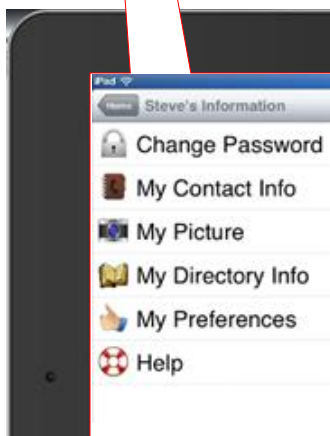 iPad
Home Steve's Information
Change Password
My Contact Info
My Picture
My Directory Info
My Preferences
Help